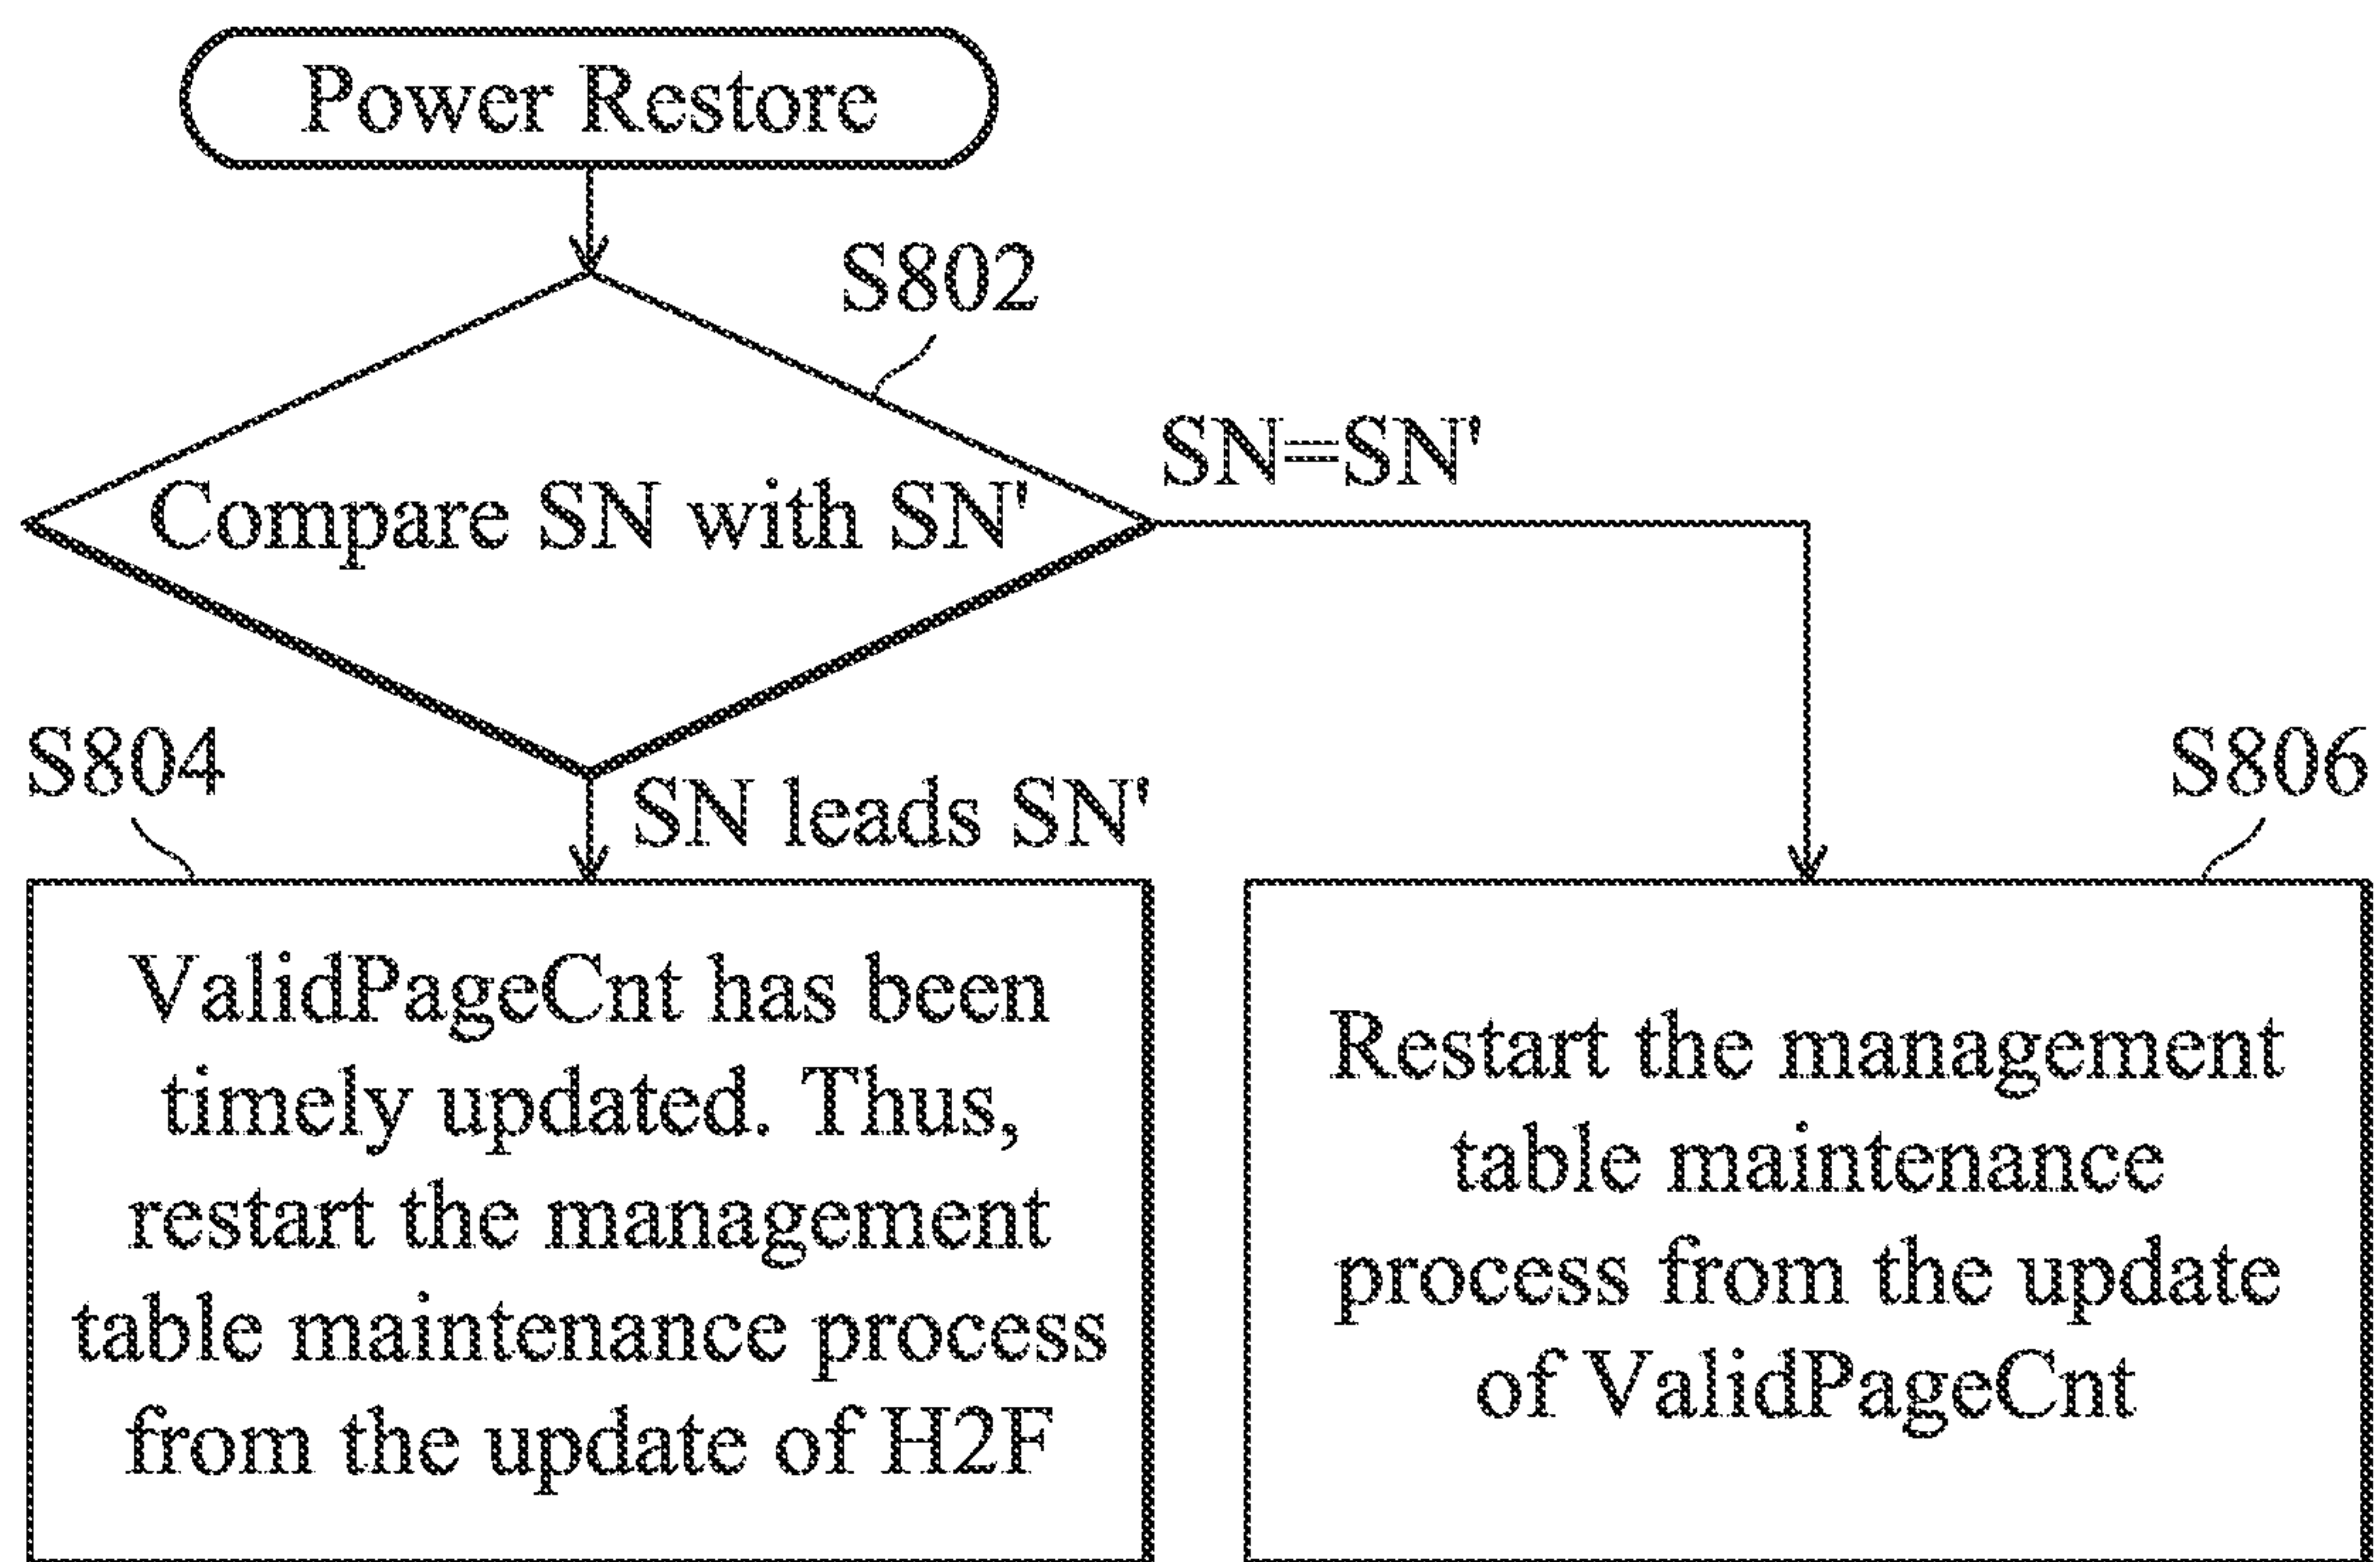 Power Restore
S802
Compare SN with SN'
SN=SN'
SN leads SN'
S804
ValidPageCnt has been
timely updated. Thus,
restart the management
table maintenance process
from the update of H2F
S806
Restart the management
table maintenance
process from the update
of ValidPageCnt